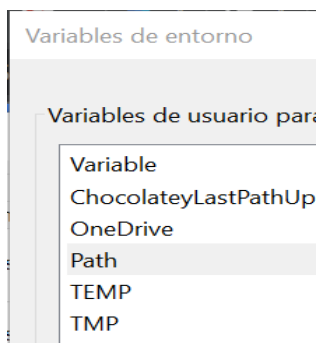 Variables de entorno
Variables de usuario para
Variable
ChocolateyLastPathUp
OneDrive
Path
TEMP
TMP